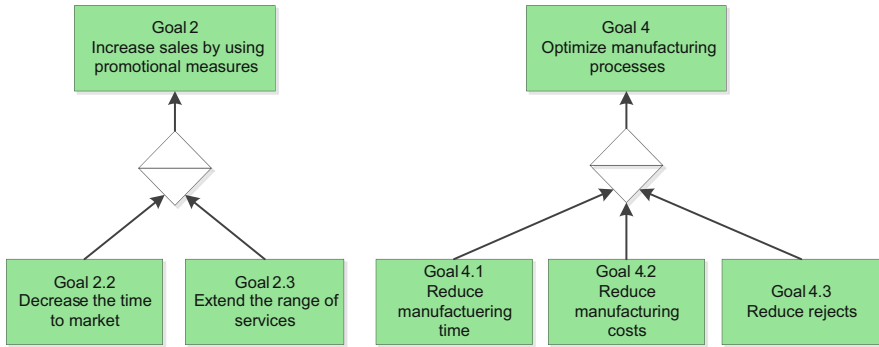 Goal 2
Increase sales by using
promotional measures
Goal 4
Optimize manufacturing
processes
Goal 2.2
Decrease the time
to market
Goal 2.3
Extend the range of
services
Goal 4.1
Reduce
manufactuering
time
Goal 4.2
Reduce
manufacturing
costs
Goal 4.3
Reduce rejects